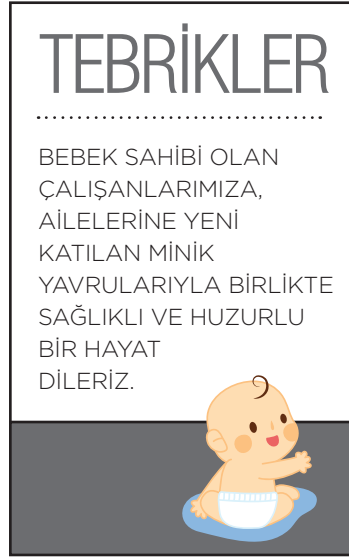 TEBRİKLER
BEBEK SAHİBİ OLAN
ÇALIŞANLARIMIZA,
AİLELERİNE YENİ
KATILAN MİNİK
YAVRULARIYLA BİRLİKTE
SAĞLIKLI VE HUZURLU
BİR HAYAT
DİLERİZ.